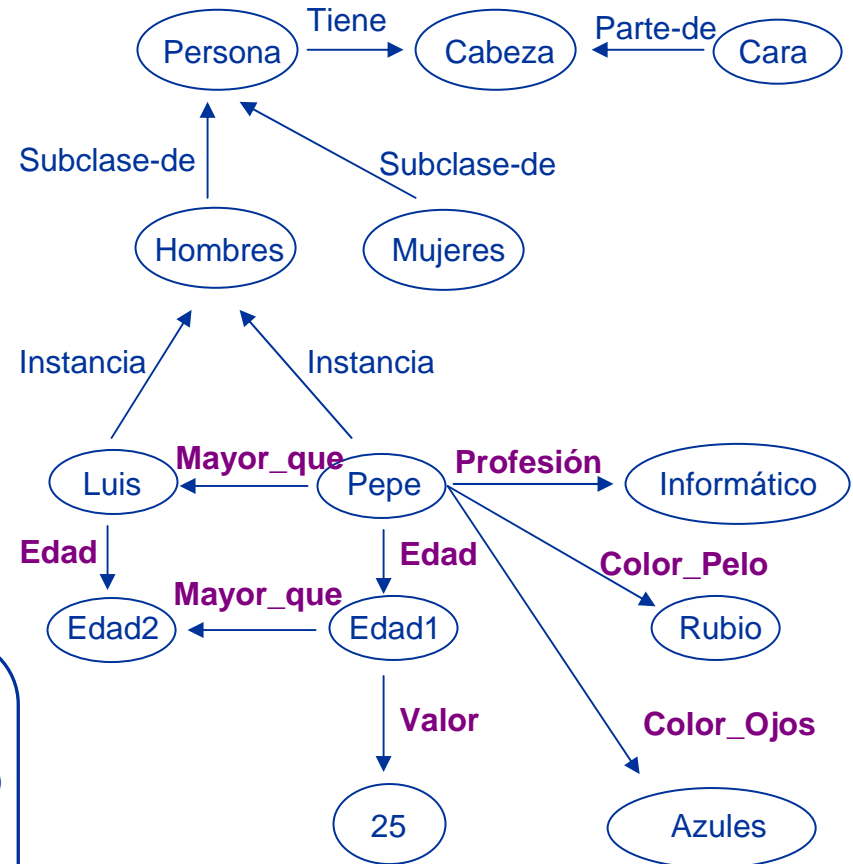 Tiene
Parte-de
Persona
Cabeza
Cara
Subclase-de
Subclase-de
Hombres
Mujeres
Instancia
Instancia
Mayor_que
Profesión
Luis
Pepe
Informático
Edad
Edad
Color_Pelo
Mayor_que
Edad2
Edad1
Rubio
Valor
Color_Ojos
25
Azules